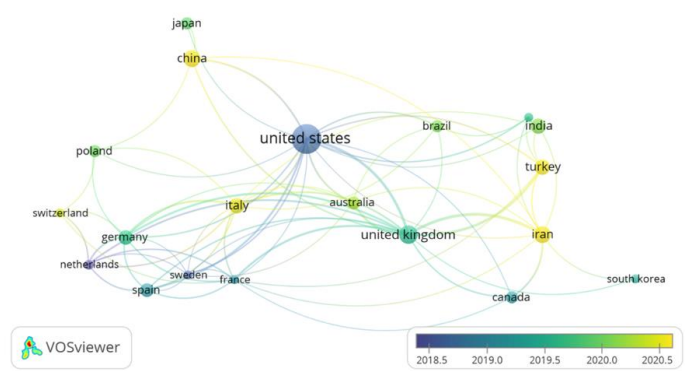 japan
china
united states
brazil
india
poland
turkey
switzerland
italy
australia
germany
united kingdom
iran
netherlands
sweden
france
south korea
spain
canada
VOSviewer
2018.5 2019.0 2019.5 2020.0 2020.5